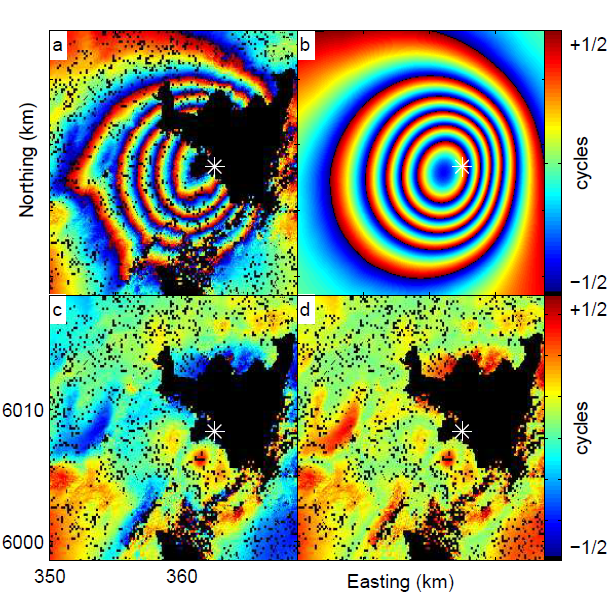 a
b
+1/2
Northing (km)
cycles
−1/2
c
d
+1/2
6010
cycles
6000
−1/2
350
360
Easting (km)